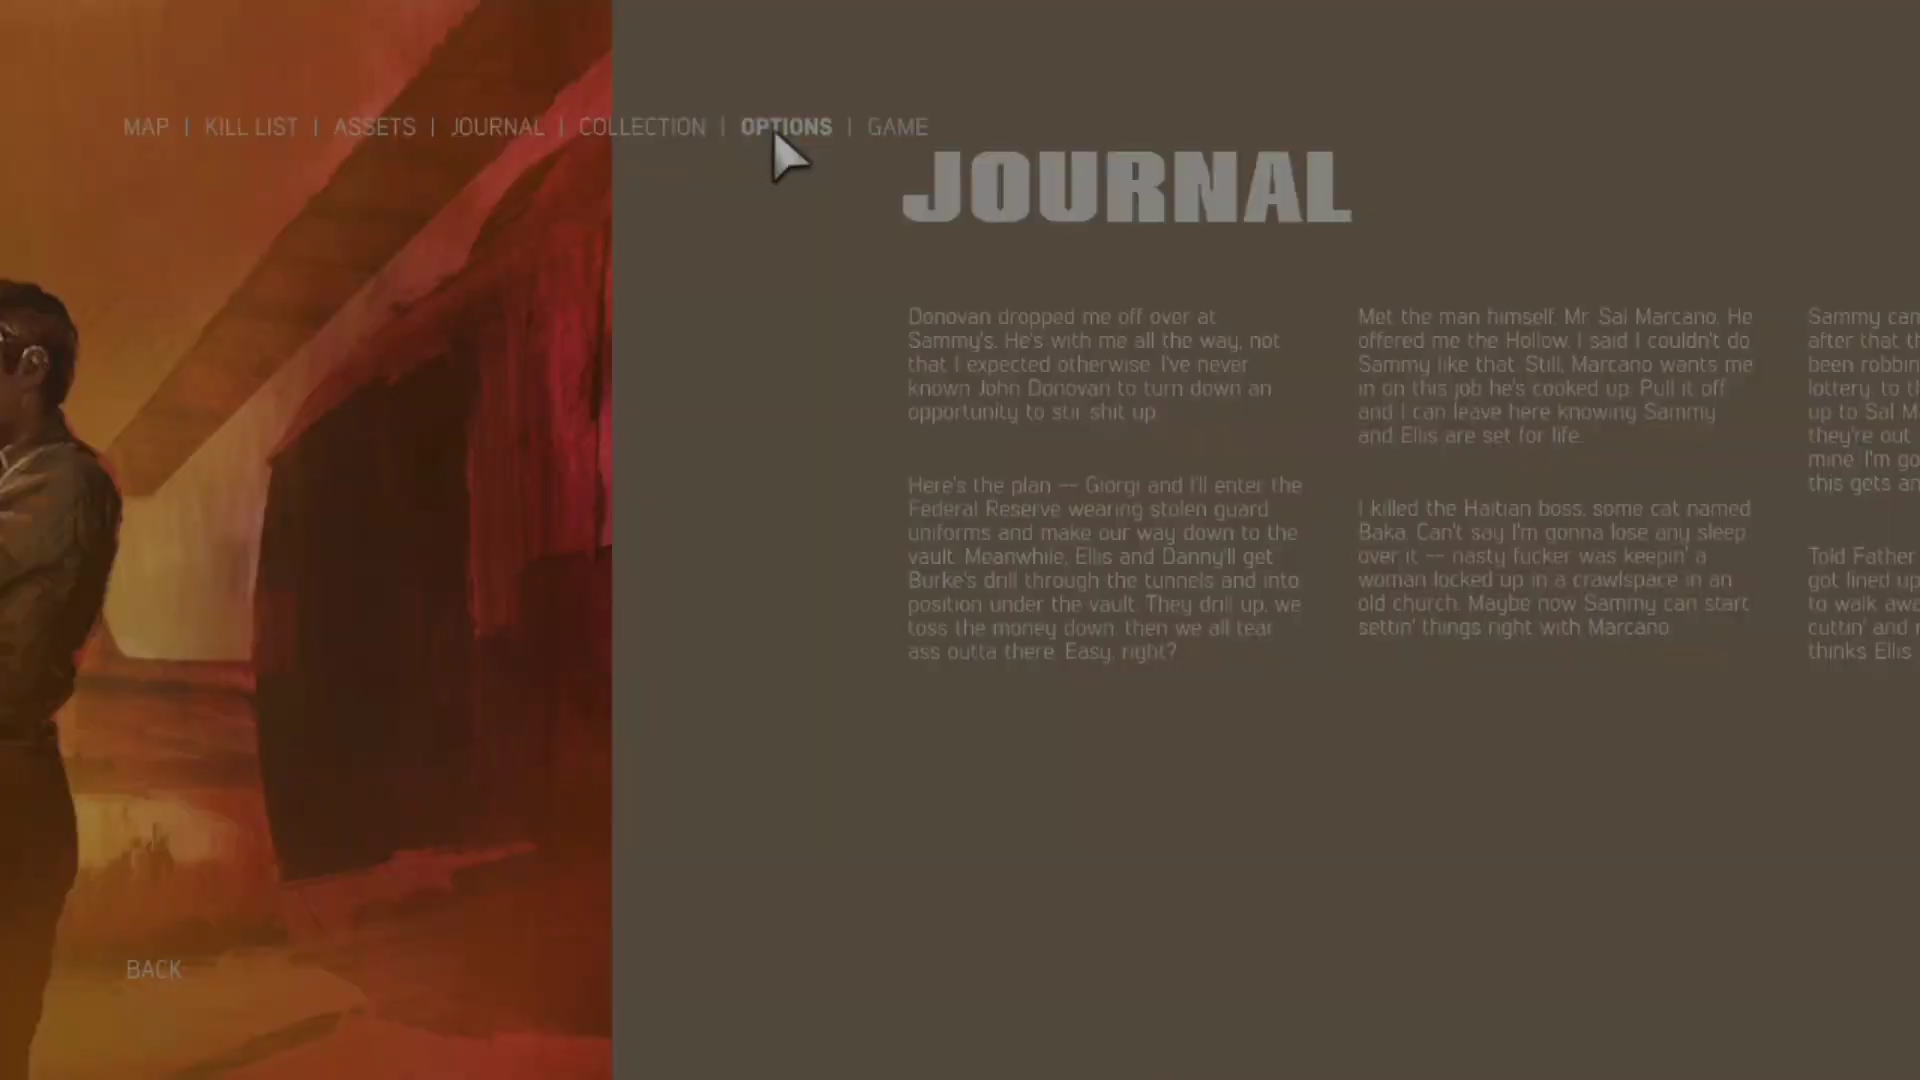 MAP | KILL LIST | ASSETS | JOURNAL | COLLECTION | OPTIONS | GAME
JOURNAL
Donovan dropped me off over at
Sammy's. He's with me all the way, not
that I expected otherwise. I've never
known John Donovan to turn down an
opportunity to stir shit up.
Here's the plan -- Giorgi and I'll enter the
Federal Reserve wearing stolen guard
uniforms and make our way down to the
vault. Meanwhile, Ellis and Danny'll get
Burke's drill through the tunnels and into
position under the vault. They drill up, we
toss the money down, then we all tear
ass outta there. Easy, right?
Met the man himself, Mr. Sal Marcano. He
offered me the Hollow. I said I couldn't do
Sammy like that. Still, Marcano wants me
in on this job he's cooked up. Pull it off
and I can leave here knowing Sammy
and Ellis are set for life.
I killed the Haitian boss, some cat named
Baka. Can't say I'm gonna lose any sleep
over it -- nasty fucker was keepin' a
woman locked up in a crawlspace in an
old church. Maybe now Sammy can start
settin' things right with Marcano.
Sammy
after that
been
lottery, to
up to Sal
they're out
mine. I'm
this gets
Told Father
got lined up
to walk
cuttin' and
thinks Ellis
BACK